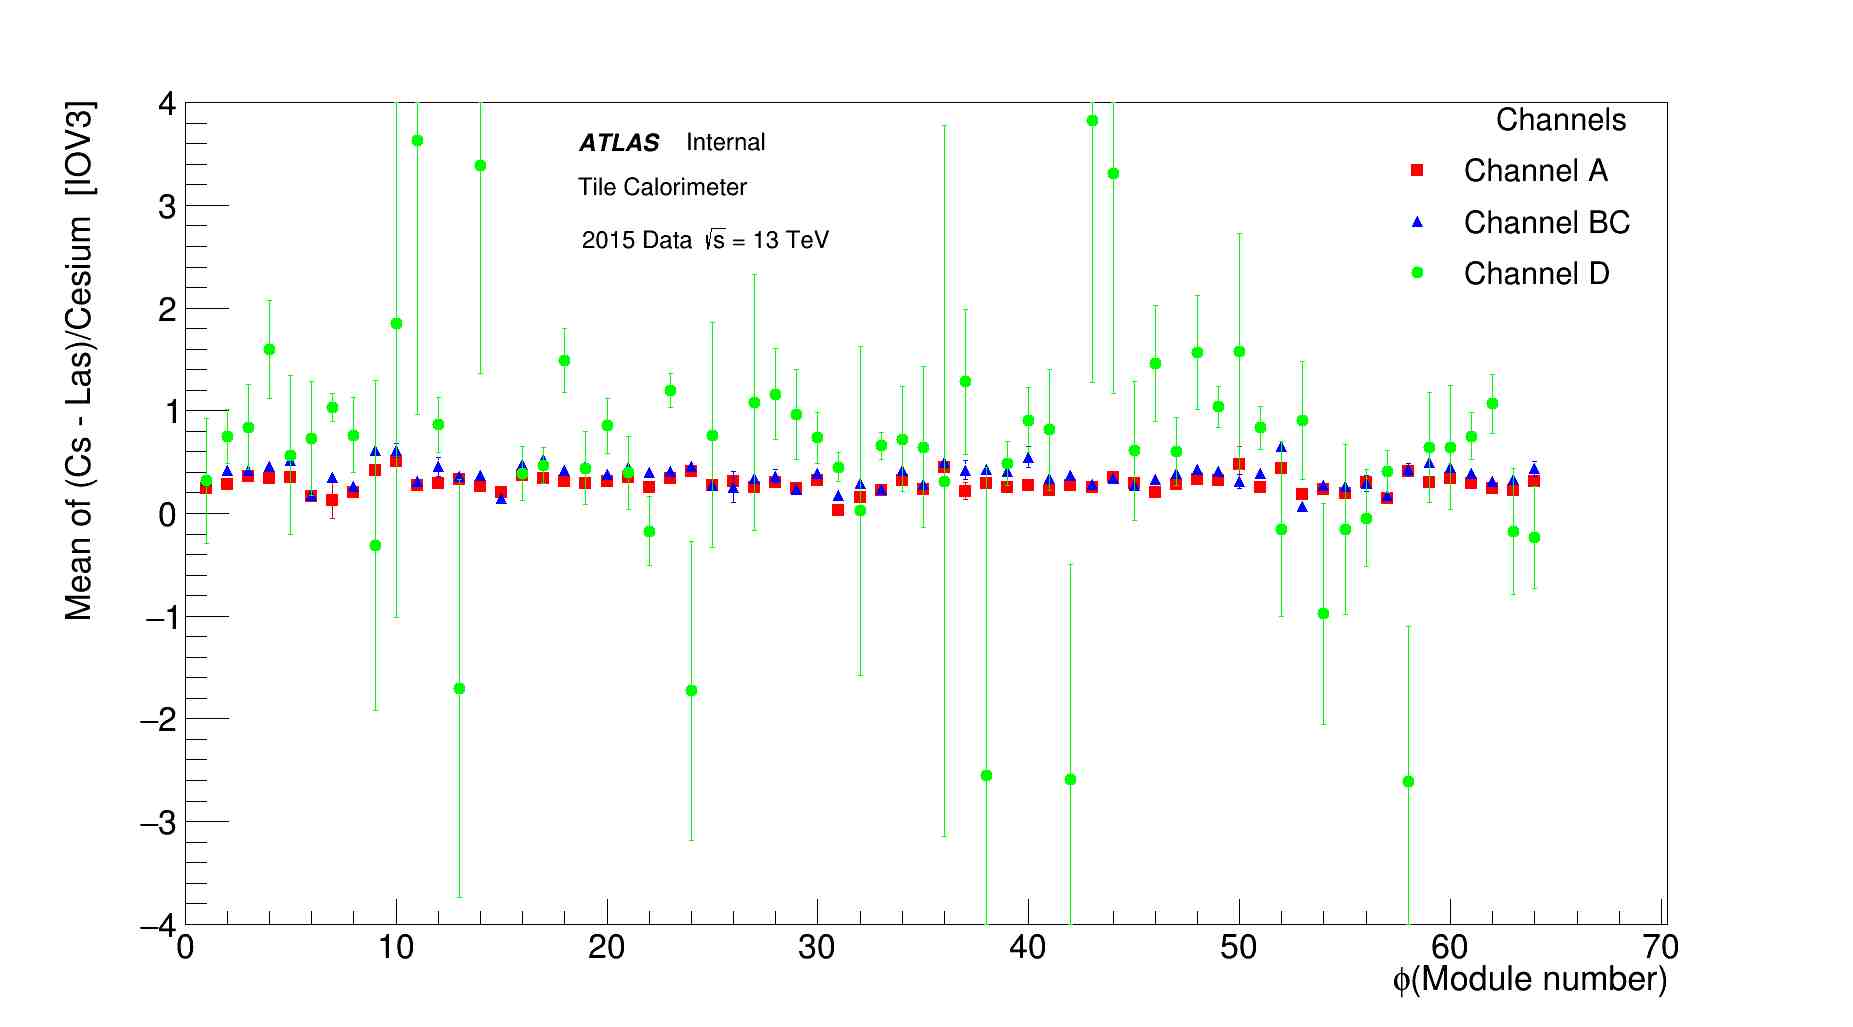 Mean of (Cs - Las)/Cesium [IOV3]
4
3
2
1
0
−1
−2
−3
−4
ATLAS Internal
Tile Calorimeter
2015 Data √s = 13 TeV
Channels
Channel A
Channel BC
Channel D
0 10 20 30 40 50 60 70
ϕ(Module number)